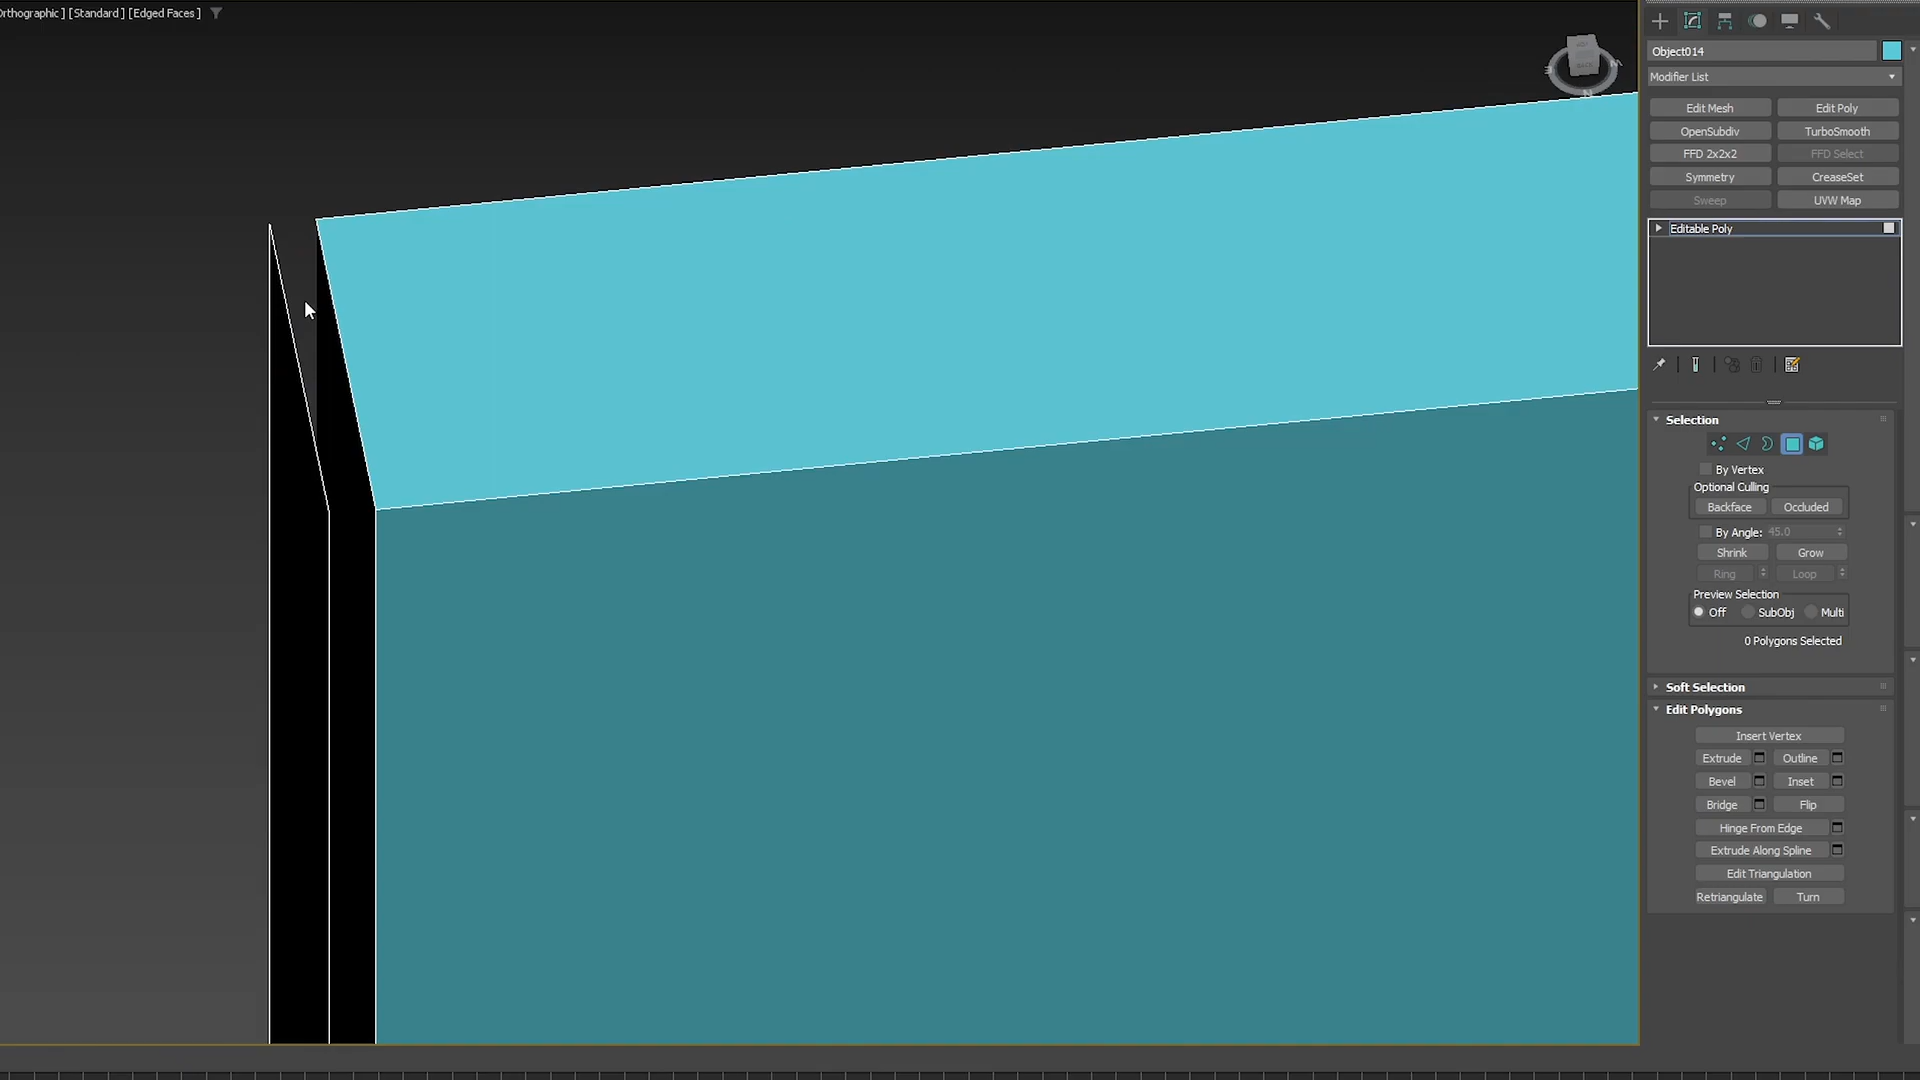 rthographic ] [Standard ] [Edged Faces ]
Object014
Modifier List
Edit Mesh
Edit Poly
OpenSubdiv
TurboSmooth
FFD 2x2x2
FFD Select
Symmetry
CreaseSet
Sweep
UVW Map
Editable Poly
Selection
By Vertex
Optional Culling
Backface
Occluded
By Angle: 45.0
Shrink
Grow
Ring
Loop
Preview Selection
Off SubObj Multi
0 Polygons Selected
Soft Selection
Edit Polygons
Insert Vertex
Extrude
Outline
Bevel
Inset
Bridge
Flip
Hinge From Edge
Extrude Along Spline
Edit Triangulation
Retriangulate
Turn